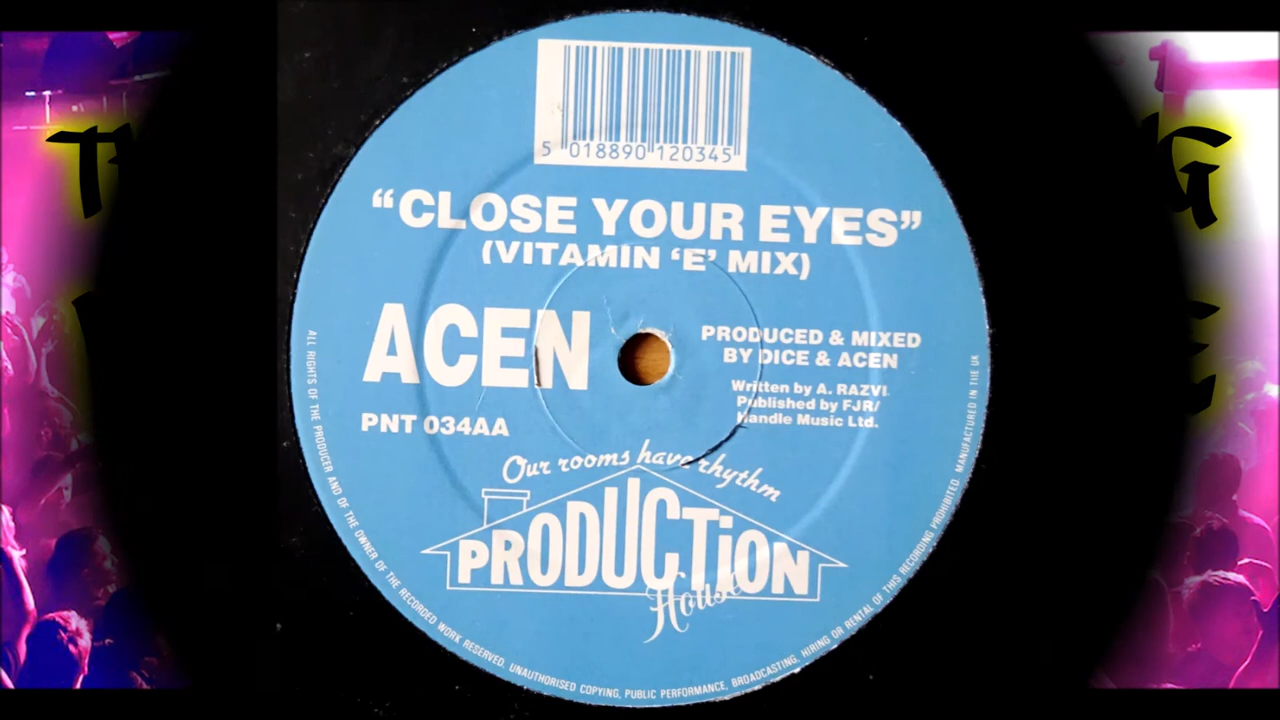 5 018890 120345
“CLOSE YOUR EYES”
(VITAMIN ‘E’ MIX)
ACEN
PRODUCED & MIXED
BY DICE & ACEN
Written by A. RAZVI.
Published by FJR/
Handle Music Ltd.
PNT 034AA
Our rooms have rhythm
PRODUCTiON
House
ALL RIGHTS OF THE PRODUCER AND OF THE OWNER OF THE RECORDED WORK RESERVED. UNAUTHORISED COPYING, PUBLIC PERFORMANCE, BROADCASTING, HIRING OR RENTAL OF THIS RECORDING PROHIBITED. MANUFACTURED IN THE UK